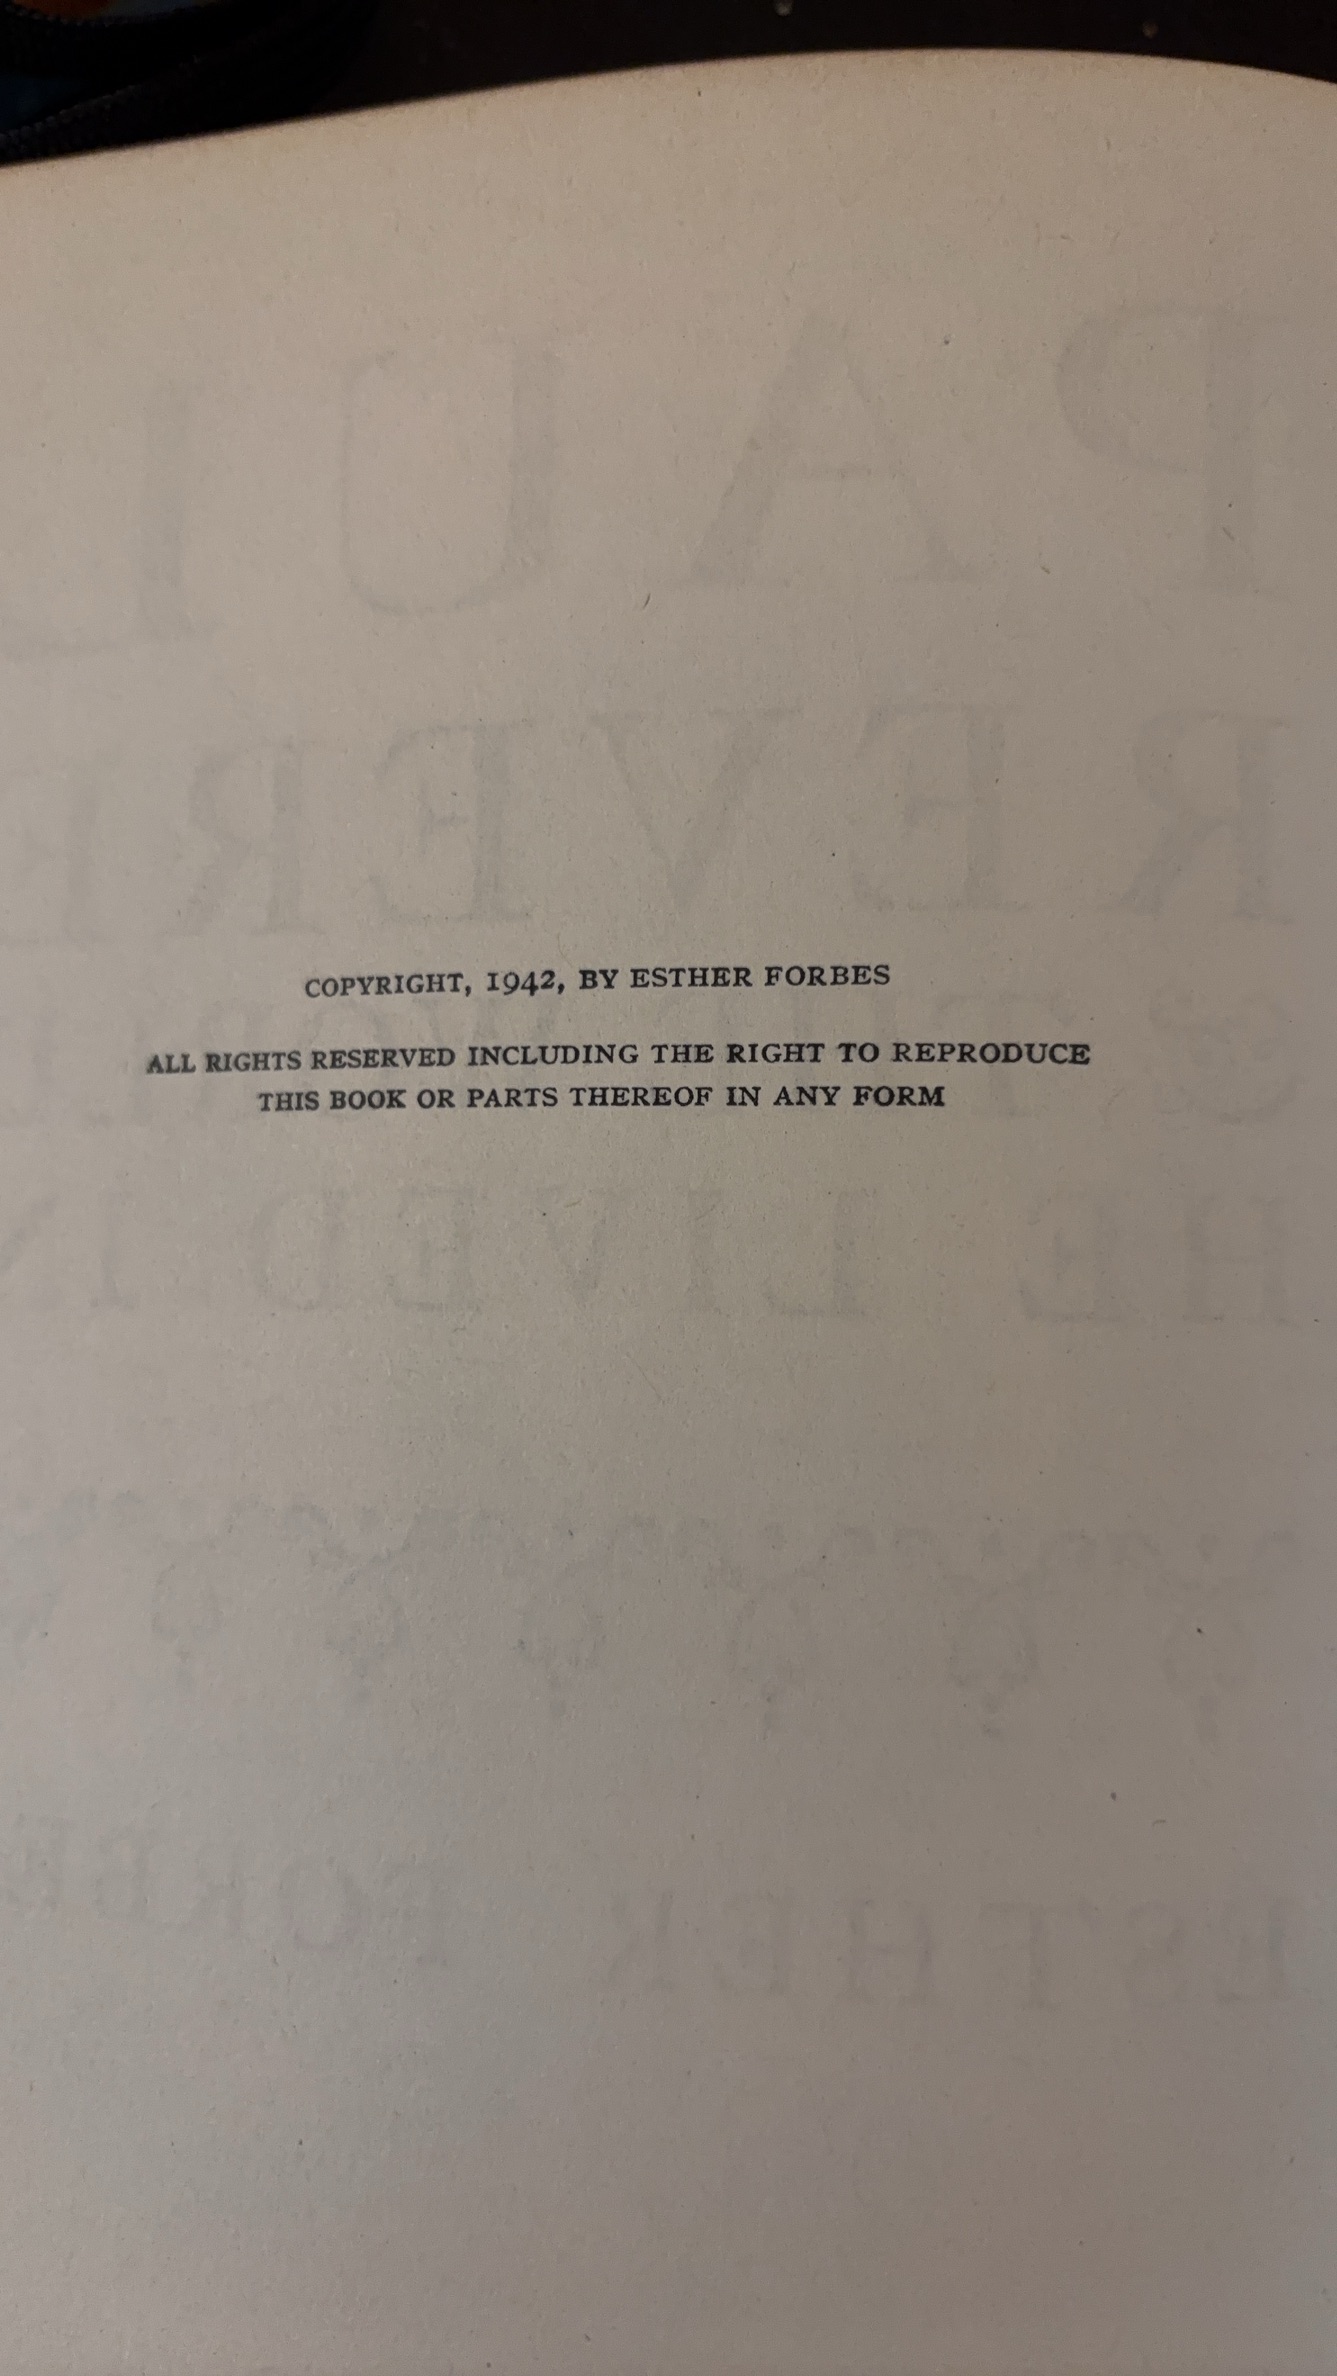 COPYRIGHT, 1942, BY ESTHER FORBES
ALL RIGHTS RESERVED INCLUDING THE RIGHT TO REPRODUCE
THIS BOOK OR PARTS THEREOF IN ANY FORM